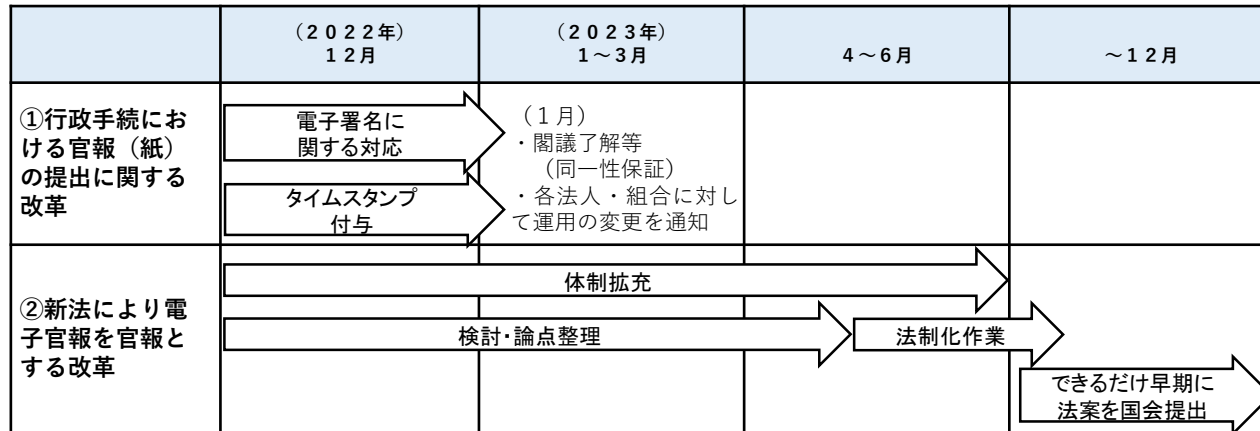 （２０２２年）
１２月
（２０２３年）
１～３月
４～６月
～１２月
①行政手続にお
ける官報（紙）
の提出に関する
改革
電子署名に
関する対応
タイムスタンプ
付与
（１月）
・閣議了解等
（同一性保証）
・各法人・組合に対し
て運用の変更を通知
②新法により電
子官報を官報と
する改革
体制拡充
検討・論点整理
法制化作業
できるだけ早期に
法案を国会提出